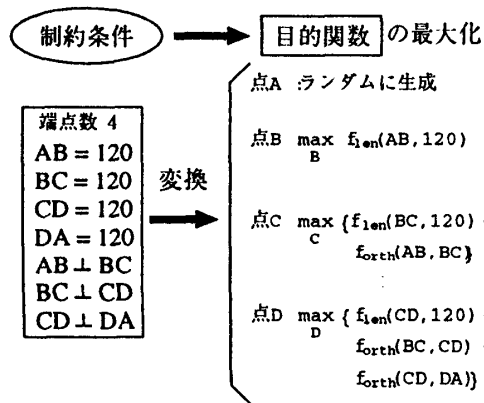 制約条件
目的関数 の最大化
端点数 4
AB = 120
BC = 120
CD = 120
DA = 120
AB ⊥ BC
BC ⊥ CD
CD ⊥ DA
変換
点A :ランダムに生成
点B max f_len(AB,120)
B
点C max {f_len(BC,120)
C f_orth(AB,BC)}
点D max { f_len(CD,120)
D f_orth(BC,CD)
f_orth(CD,DA)}